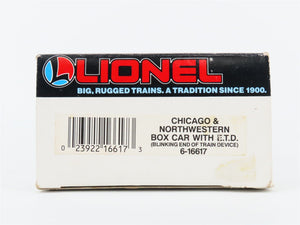 LIONEL
BIG, RUGGED TRAINS. A TRADITION SINCE 1900.
CHICAGO &
NORTHWESTERN
BOX CAR WITH E.T.D.
(BLINKING END OF TRAIN DEVICE)
6-16617
0 23922 16617 3